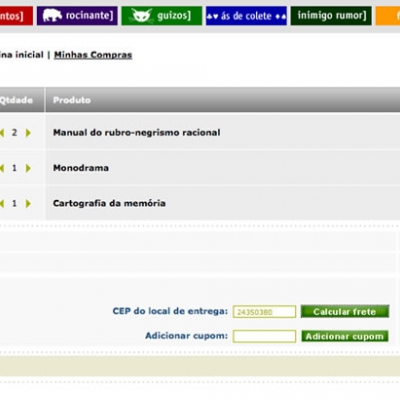 ntos]
rocinante]
guizos]
ás de colete
inimigo rumor]
f
ina inicial | Minhas Compras
Qtdade Produto
2 Manual do rubro-negrismo racional
1 Monodrama
1 Cartografia da memória
CEP do local de entrega: 24350380 Calcular frete
Adicionar cupom: Adicionar cupom